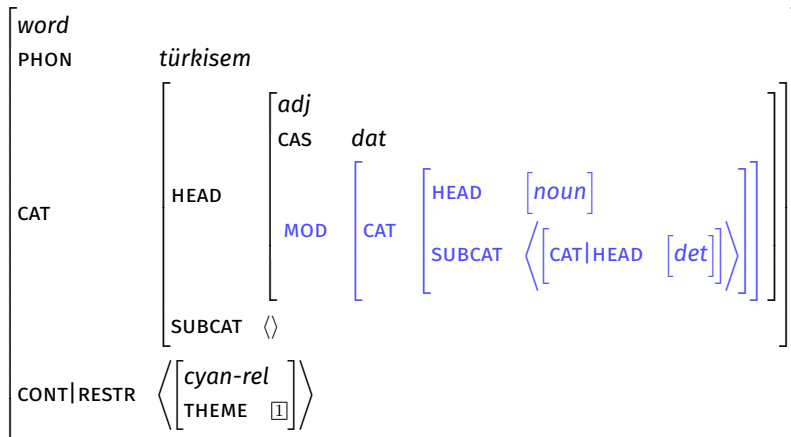 word
PHON türkisem
adj
CAS dat
HEAD [noun]
HEAD
CAT MOD CAT
SUBCAT ⟨[CAT|HEAD [det]]⟩
SUBCAT ⟨⟩
cyan-rel
CONT|RESTR
THEME 1